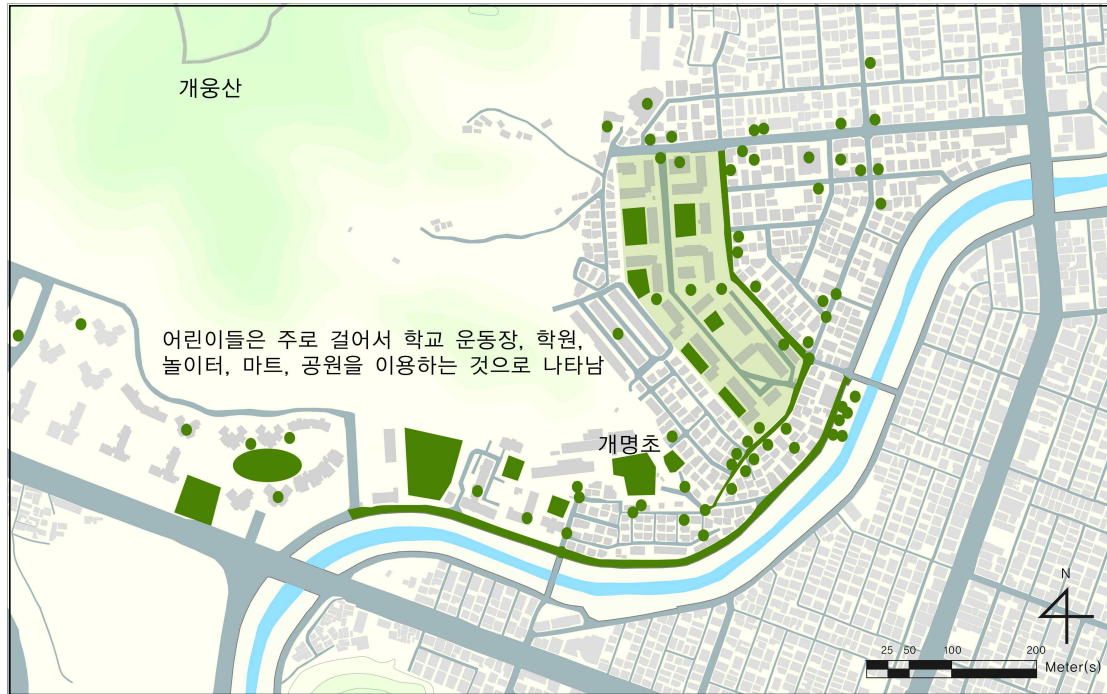 개웅산
어린이들은 주로 걸어서 학교 운동장, 학원,
놀이터, 마트, 공원을 이용하는 것으로 나타남
개명초
N
25 50 100 200
Meter(s)